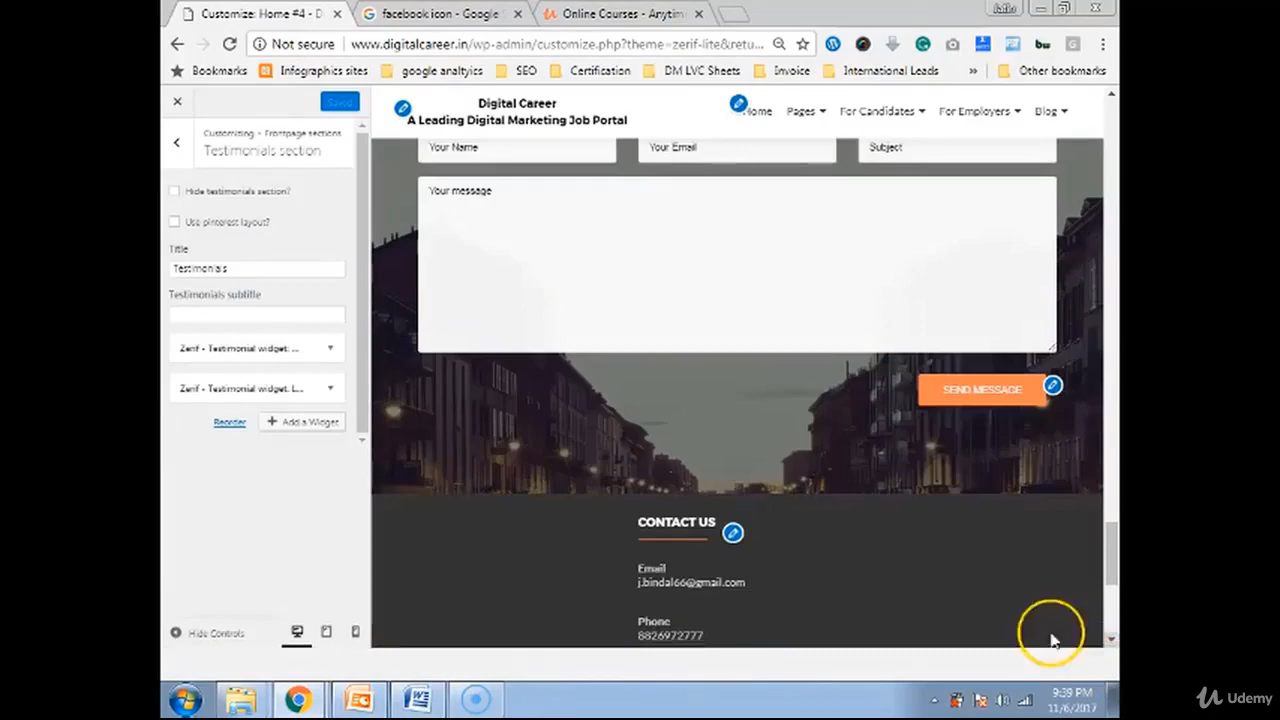 Customize: Home #4 - D
facebook icon - Google
Online Courses - Anytim
Not secure
www.digitalcareer.in/wp-admin/customize.php?theme=zerif-lite&retu...
Bookmarks
Infographics sites
google analtyics
SEO
Certification
DM LVC Sheets
Invoice
International Leads
»
Other bookmarks
Saved
Customizing ▸ Frontpage sections
Testimonials section
Hide testimonials section?
Use pinterest layout?
Title
Testimonials
Testimonials subtitle
Zerif - Testimonial widget: ...
Zerif - Testimonial widget: L...
Reorder
Add a Widget
Hide Controls
Digital Career
A Leading Digital Marketing Job Portal
Home
Pages
For Candidates
For Employers
Blog
Your Name
Your Email
Subject
Your message
SEND MESSAGE
CONTACT US
Email
j.bindal66@gmail.com
Phone
8826972777
9:39 PM
11/6/2017
Udemy